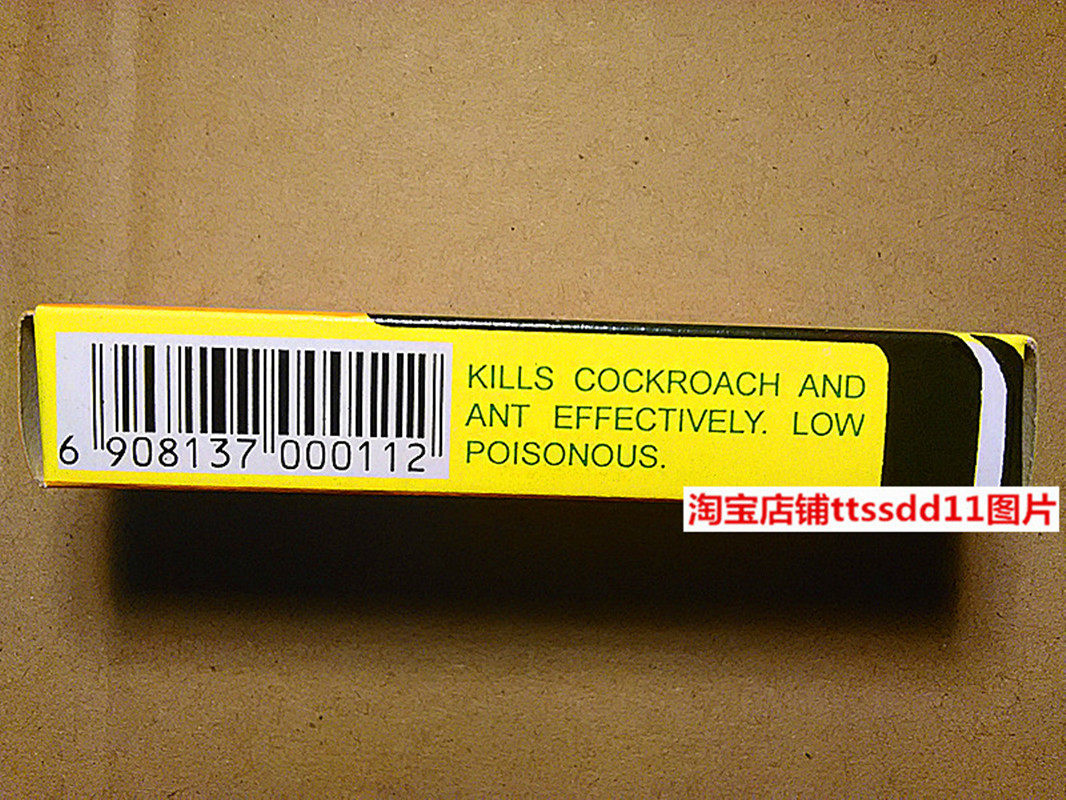 KILLS COCKROACH AND
ANT EFFECTIVELY. LOW
POISONOUS.
6 908137 000112
淘宝店铺ttssdd11图片